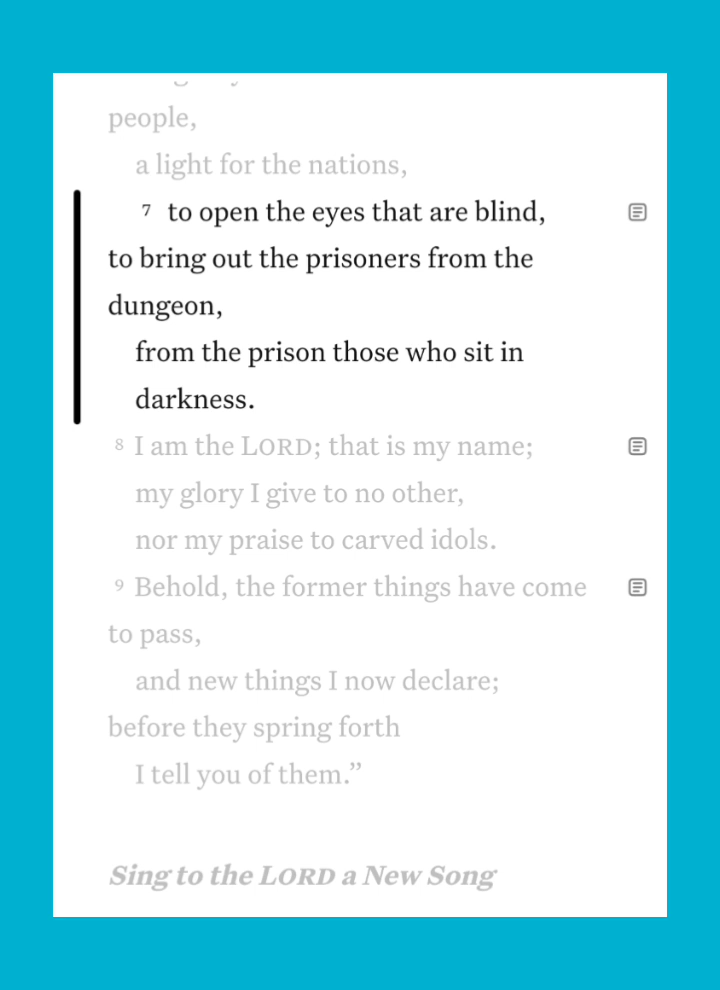 people,
a light for the nations,
7 to open the eyes that are blind,
to bring out the prisoners from the
dungeon,
from the prison those who sit in
darkness.
8 I am the LORD; that is my name;
my glory I give to no other,
nor my praise to carved idols.
9 Behold, the former things have come
to pass,
and new things I now declare;
before they spring forth
I tell you of them.”
Sing to the LORD a New Song